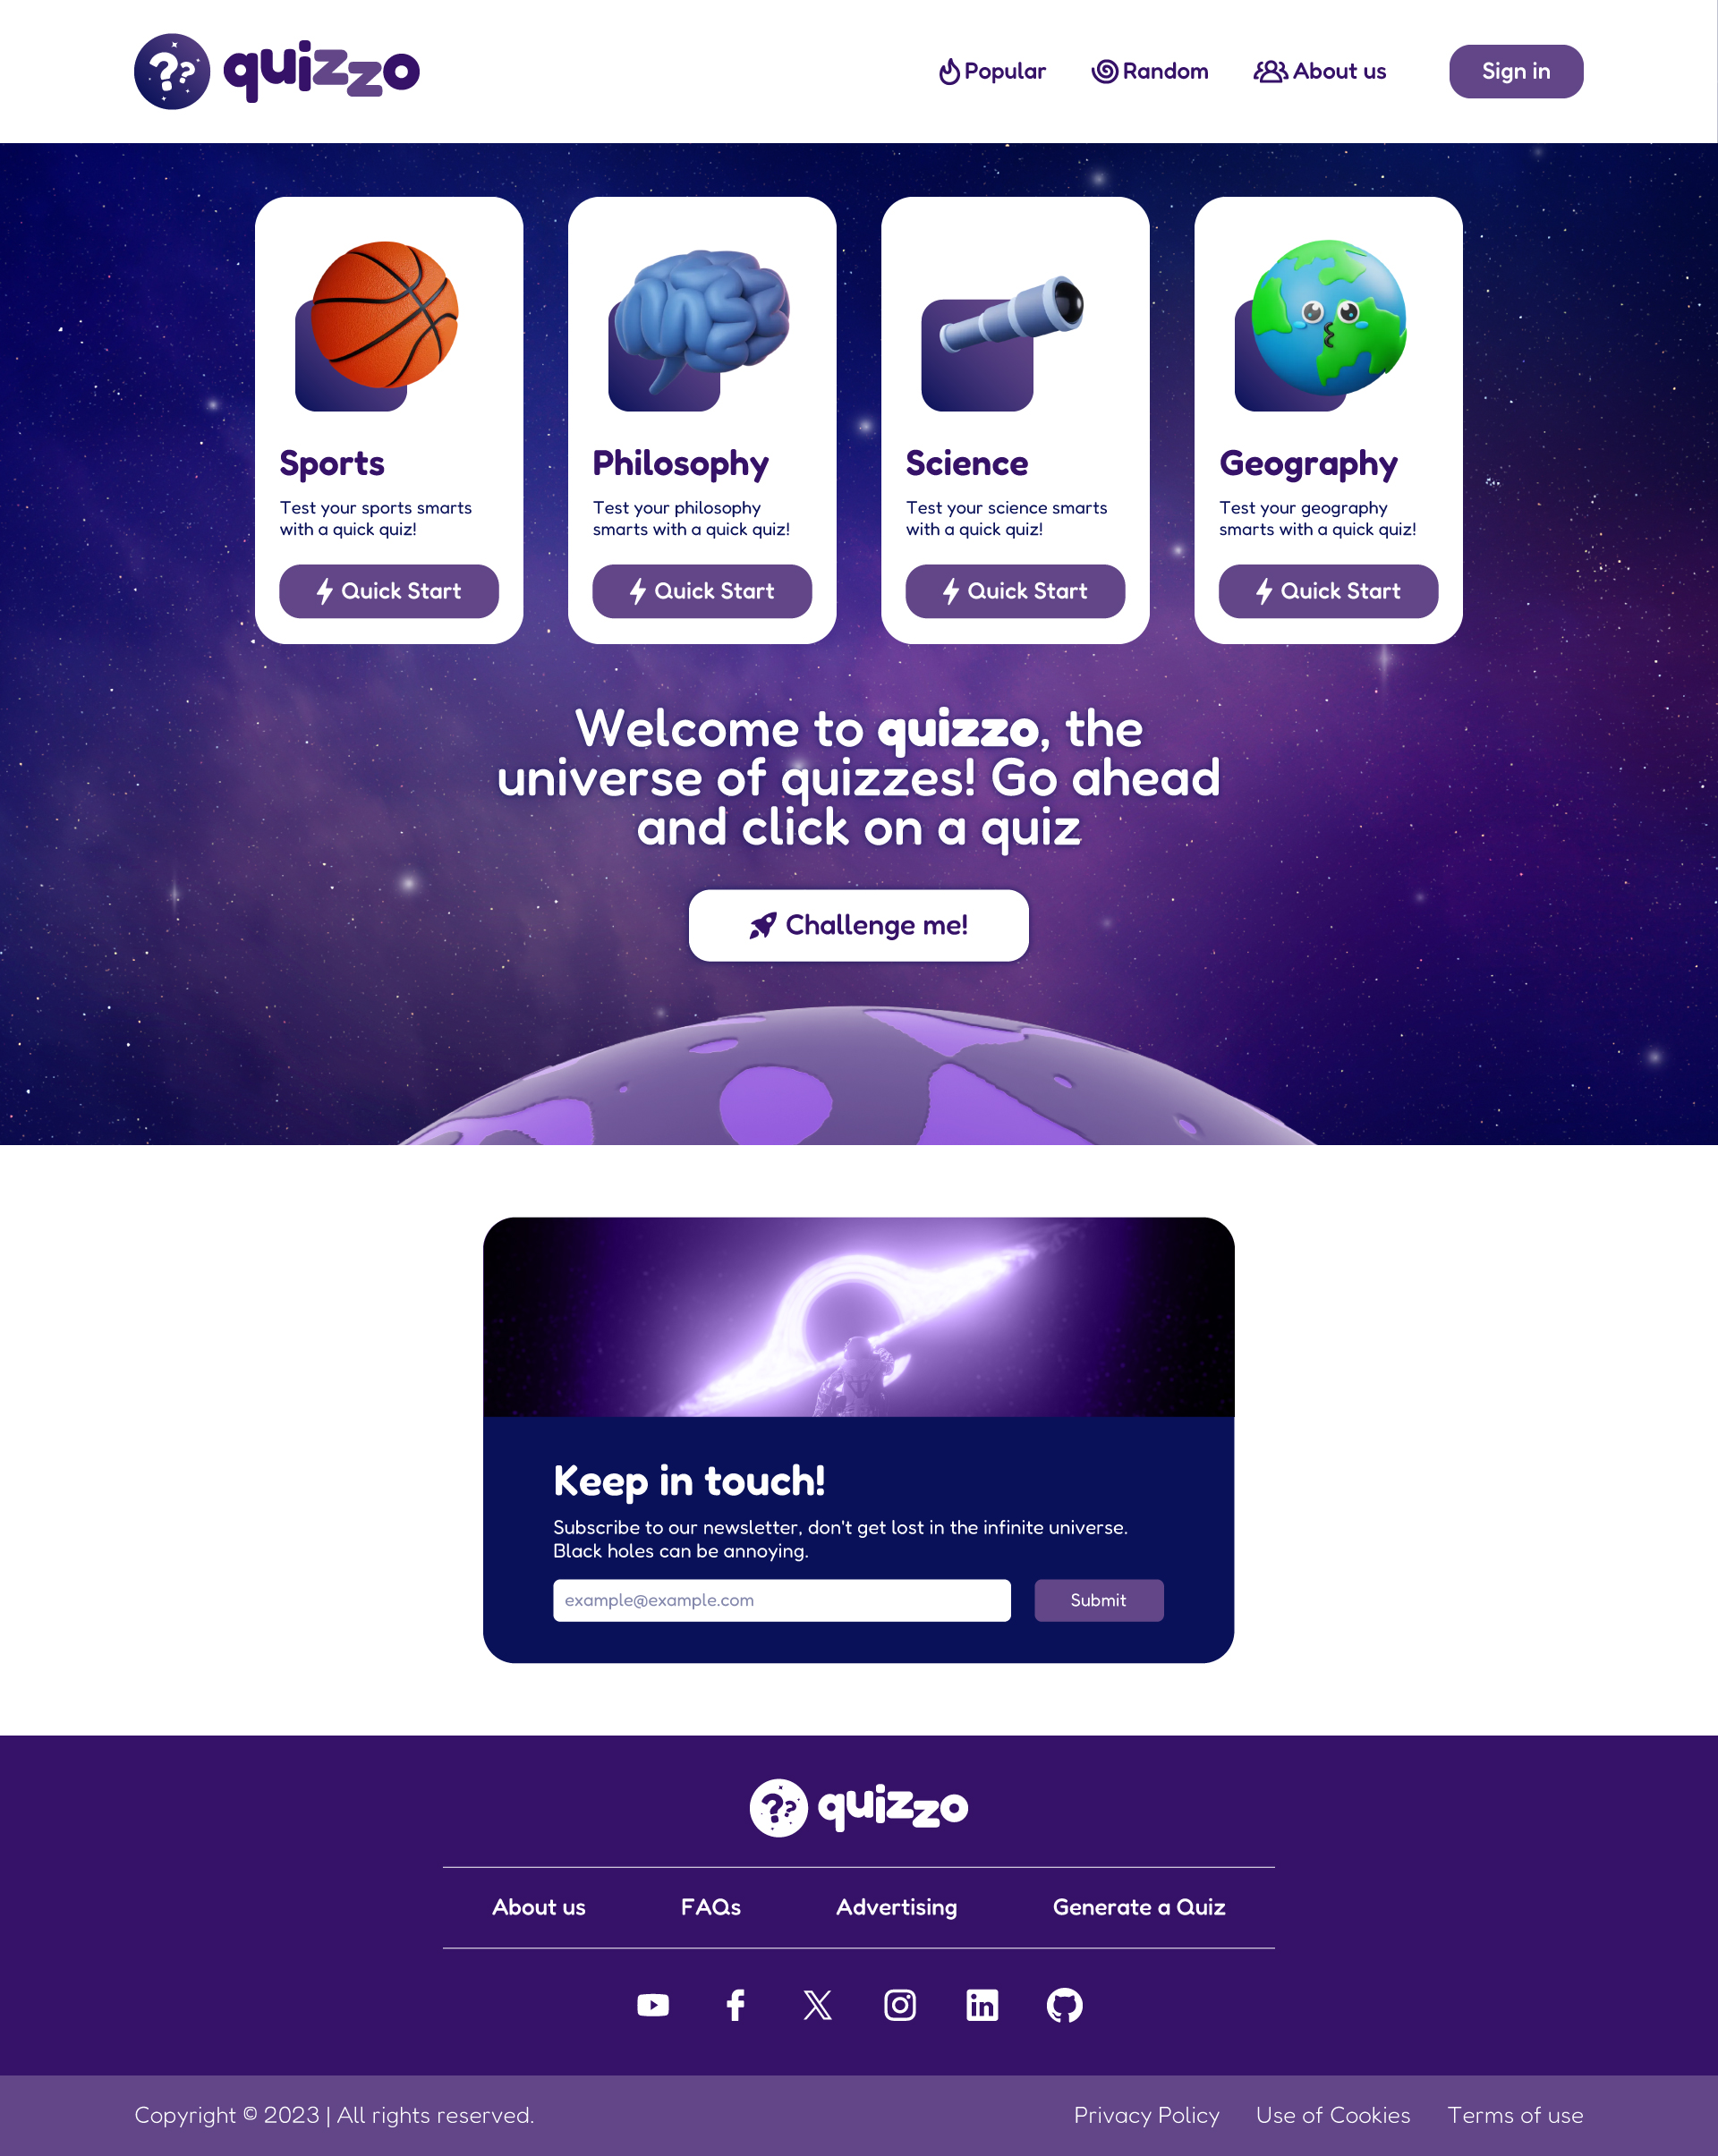 quizzo
Popular
Random
About us
Sign in
Sports
Test your sports smarts
with a quick quiz!
Quick Start
Philosophy
Test your philosophy
smarts with a quick quiz!
Quick Start
Science
Test your science smarts
with a quick quiz!
Quick Start
Geography
Test your geography
smarts with a quick quiz!
Quick Start
Welcome to quizzo, the
universe of quizzes! Go ahead
and click on a quiz
Challenge me!
Keep in touch!
Subscribe to our newsletter, don't get lost in the infinite universe.
Black holes can be annoying.
example@example.com
Submit
quizzo
About us
FAQs
Advertising
Generate a Quiz
Copyright © 2023 | All rights reserved.
Privacy Policy
Use of Cookies
Terms of use